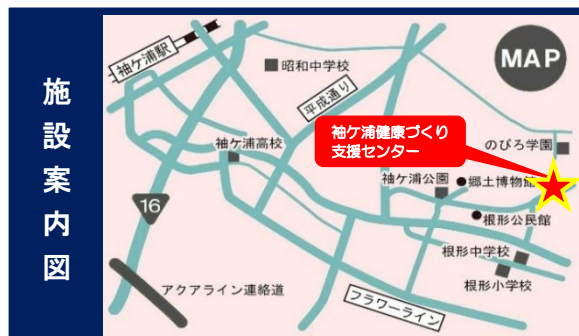 施設案内図
MAP
袖ケ浦駅
昭和中学校
平成通り
袖ケ浦健康づくり
支援センター
のびろ学園
袖ケ浦高校
袖ケ浦公園
郷土博物館
16
根形公民館
根形中学校
根形小学校
アクアライン連絡道
フラワーライン